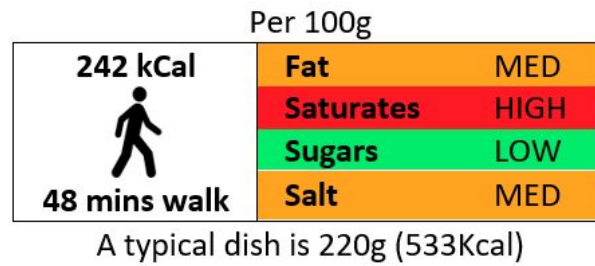 Per 100g
242 kCal
48 mins walk
Fat MED
Saturates HIGH
Sugars LOW
Salt MED
A typical dish is 220g (533Kcal)